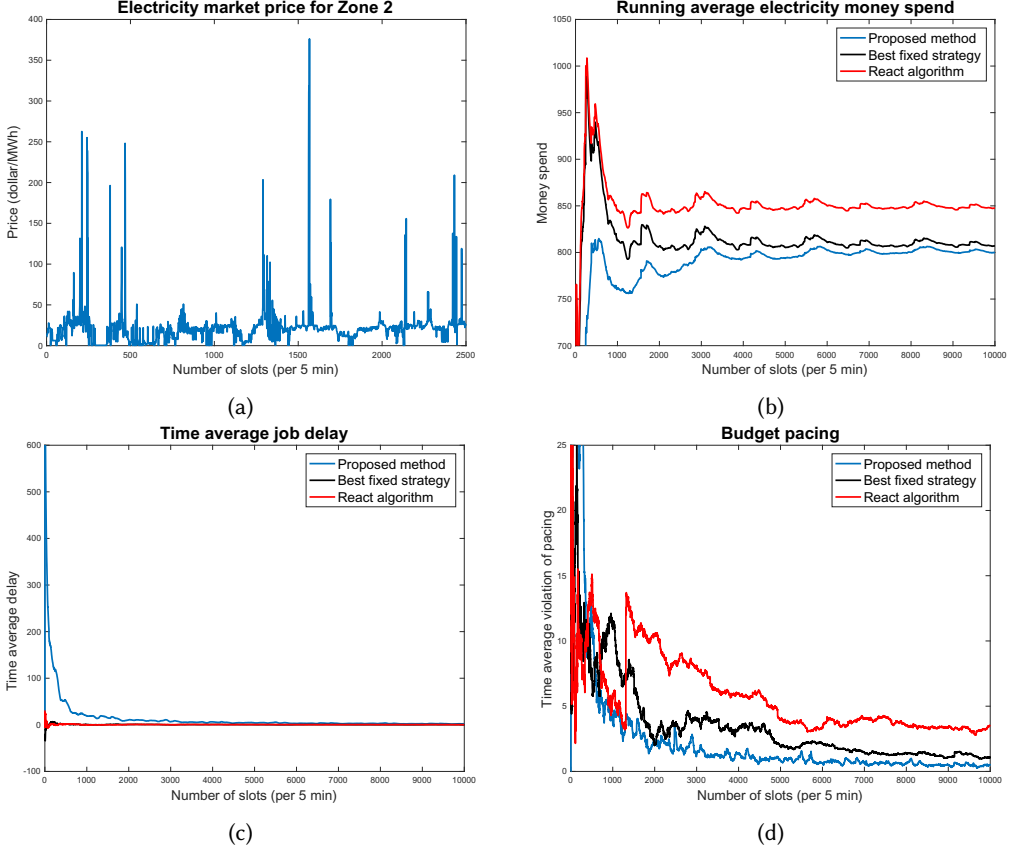 Electricity market price for Zone 2
400
350
300
250
200
150
100
50
0
Price (dollar/MWh)
0 500 1000 1500 2000 2500
Number of slots (per 5 min)
(a)
Running average electricity money spend
Proposed method
Best fixed strategy
React algorithm
1050
1000
950
900
850
800
750
700
Money spend
0 1000 2000 3000 4000 5000 6000 7000 8000 9000 10000
Number of slots (per 5 min)
(b)
Time average job delay
Proposed method
Best fixed strategy
React algorithm
600
500
400
300
200
100
0
-100
Time average delay
0 1000 2000 3000 4000 5000 6000 7000 8000 9000 10000
Number of slots (per 5 min)
(c)
Budget pacing
Proposed method
Best fixed strategy
React algorithm
25
20
15
10
5
0
Time average violation of pacing
0 1000 2000 3000 4000 5000 6000 7000 8000 9000 10000
Number of slots (per 5 min)
(d)